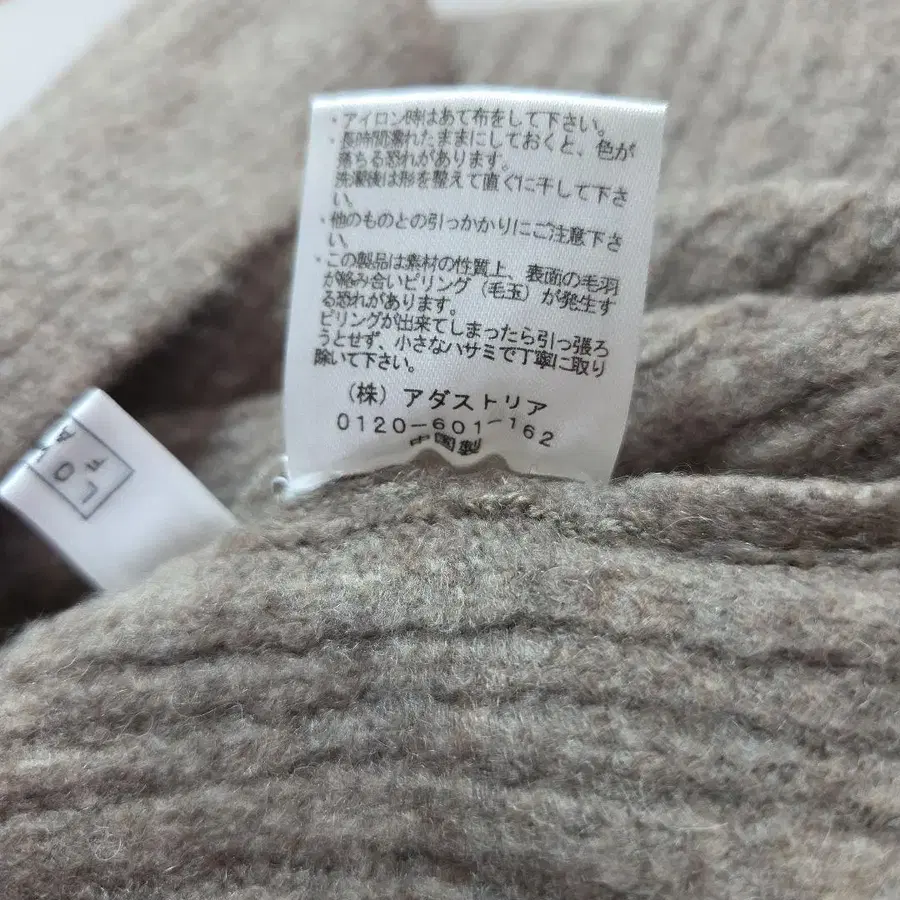 ・アイロン時はあて布をして下さい。
・長時間濡れたままにしておくと、色が
落ちる恐れがあります。
洗濯後は形を整えて直ぐに干して下さ
い。
・他のものとの引っかかりにご注意下さ
い。
・この製品は素材の性質上、表面の毛羽
が絡み合いピリング（毛玉）が発生す
る恐れがあります。
ピリングが出来てしまったら引っ張ろ
うとせず、小さなハサミで丁寧に取り
除いて下さい。
（株）アダストリア
0120-601-162
中国製